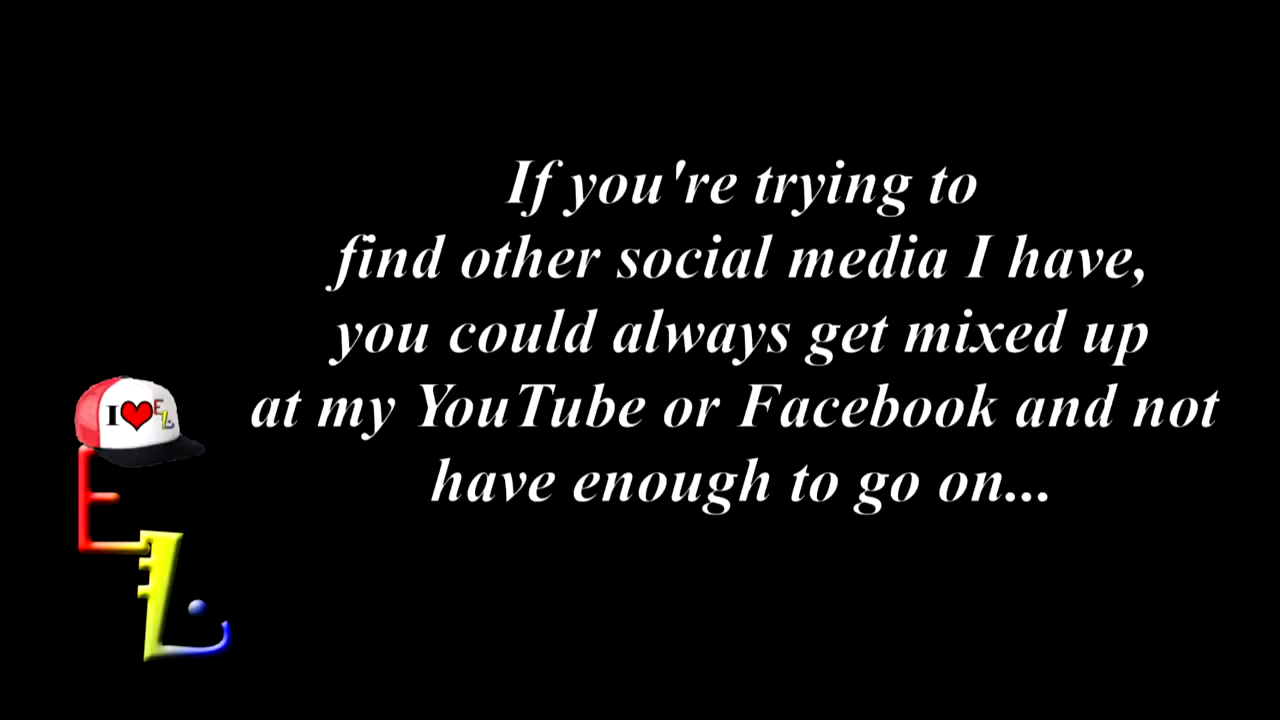 If you're trying to
find other social media I have,
you could always get mixed up
at my YouTube or Facebook and not
have enough to go on...
I ❤ EL
E
L